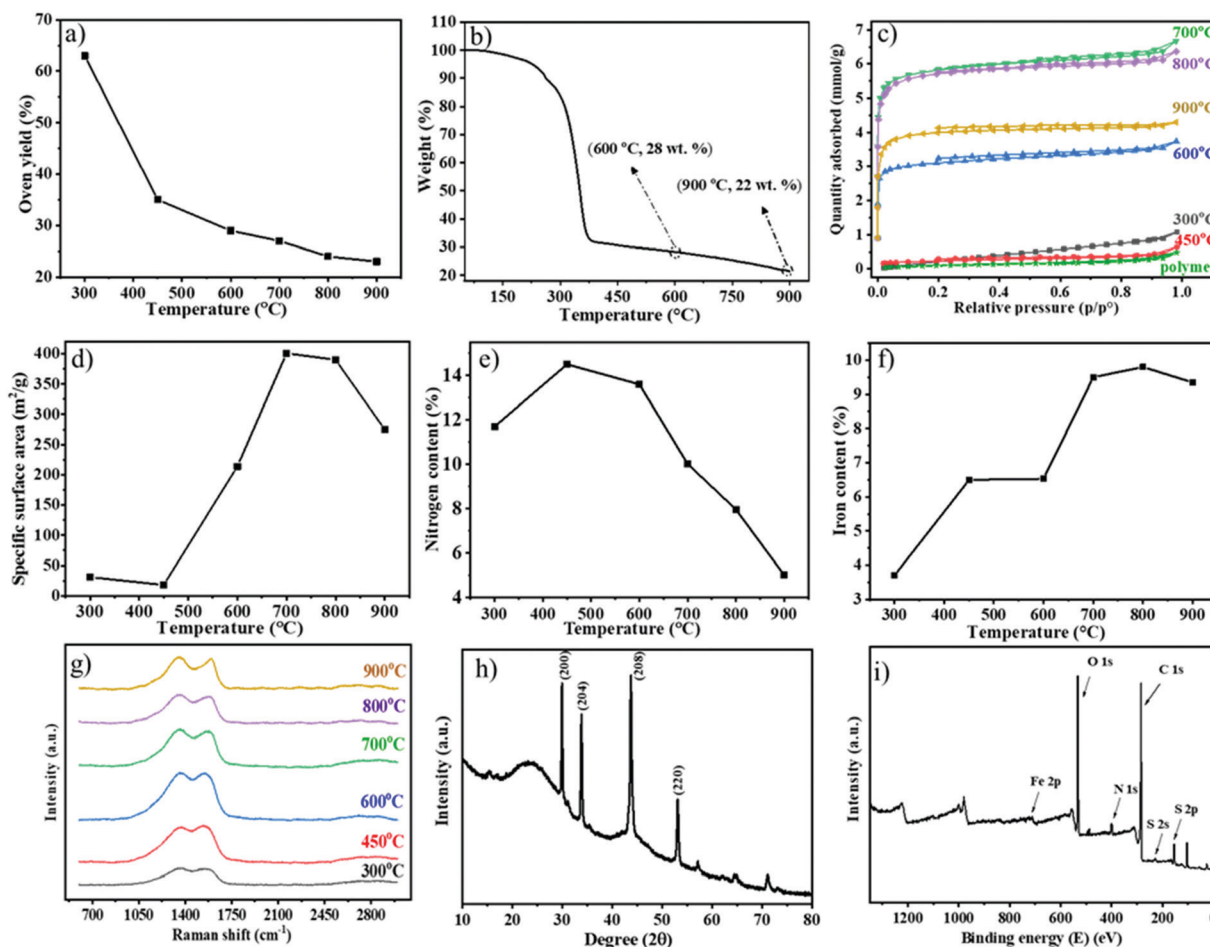 a)
70
60
50
40
30
20
Oven yield (%)
300 400 500 600 700 800 900
Temperature (°C)
b)
110
100
90
80
70
60
50
40
30
20
Weight (%)
(600 °C, 28 wt. %)
(900 °C, 22 wt. %)
150 300 450 600 750 900
Temperature (°C)
c)
7
6
5
4
3
2
1
0
Quantity adsorbed (mmol/g)
700°C
800°C
900°C
600°C
300°C
450°C
polymer
0.0 0.2 0.4 0.6 0.8 1.0
Relative pressure (p/p°)
d)
400
350
300
250
200
150
100
50
0
Specific surface area (m²/g)
300 400 500 600 700 800 900
Temperature (°C)
e)
14
12
10
8
6
4
Nitrogen content (%)
300 400 500 600 700 800 900
Temperature (°C)
f)
10
9
8
7
6
5
4
3
Iron content (%)
300 400 500 600 700 800 900
Temperature (°C)
g)
900°C
800°C
700°C
600°C
450°C
300°C
Intensity (a.u.)
700 1050 1400 1750 2100 2450 2800
Raman shift (cm⁻¹)
h)
(200)
(204)
(208)
(220)
Intensity (a.u.)
10 20 30 40 50 60 70 80
Degree (2θ)
i)
O 1s
C 1s
Fe 2p
N 1s
S 2s
S 2p
Intensity (a.u.)
1200 1000 800 600 400 200 0
Binding energy (E) (eV)